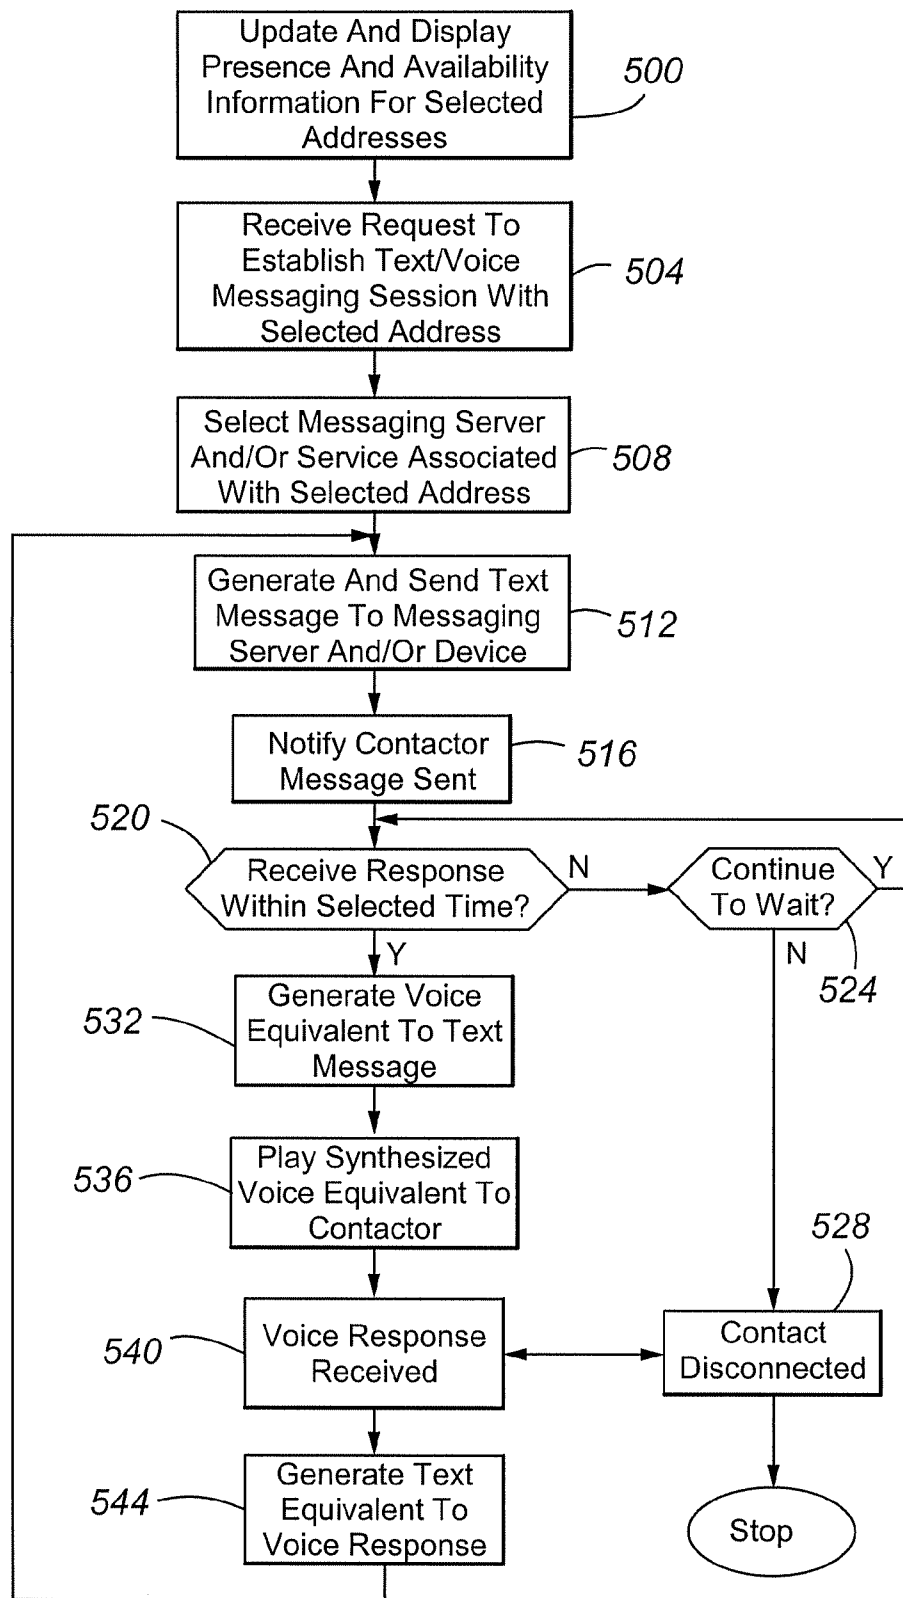 Update And Display
Presence And Availability
Information For Selected
Addresses
500
Receive Request To
Establish Text/Voice
Messaging Session With
Selected Address
504
Select Messaging Server
And/Or Service Associated
With Selected Address
508
Generate And Send Text
Message To Messaging
Server And/Or Device
512
Notify Contactor
Message Sent
516
520
Receive Response
Within Selected Time?
N
Y
Continue
To Wait?
Y
N
524
532
Generate Voice
Equivalent To Text
Message
536
Play Synthesized
Voice Equivalent To
Contactor
528
540
Voice Response
Received
Contact
Disconnected
544
Generate Text
Equivalent To
Voice Response
Stop